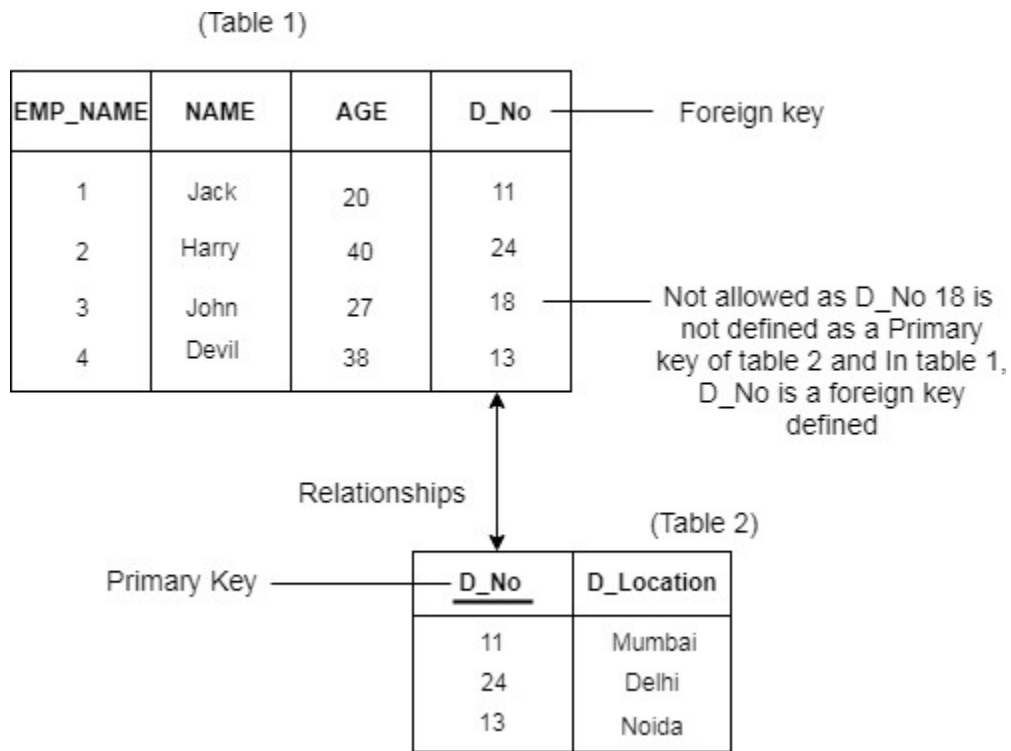 (Table 1)
EMP_NAME NAME AGE D_No Foreign key
1 Jack 20 11
2 Harry 40 24
3 John 27 18
4 Devil 38 13
Not allowed as D_No 18 is
not defined as a Primary
key of table 2 and In table 1,
D_No is a foreign key
defined
Relationships
(Table 2)
Primary Key D_No D_Location
11 Mumbai
24 Delhi
13 Noida